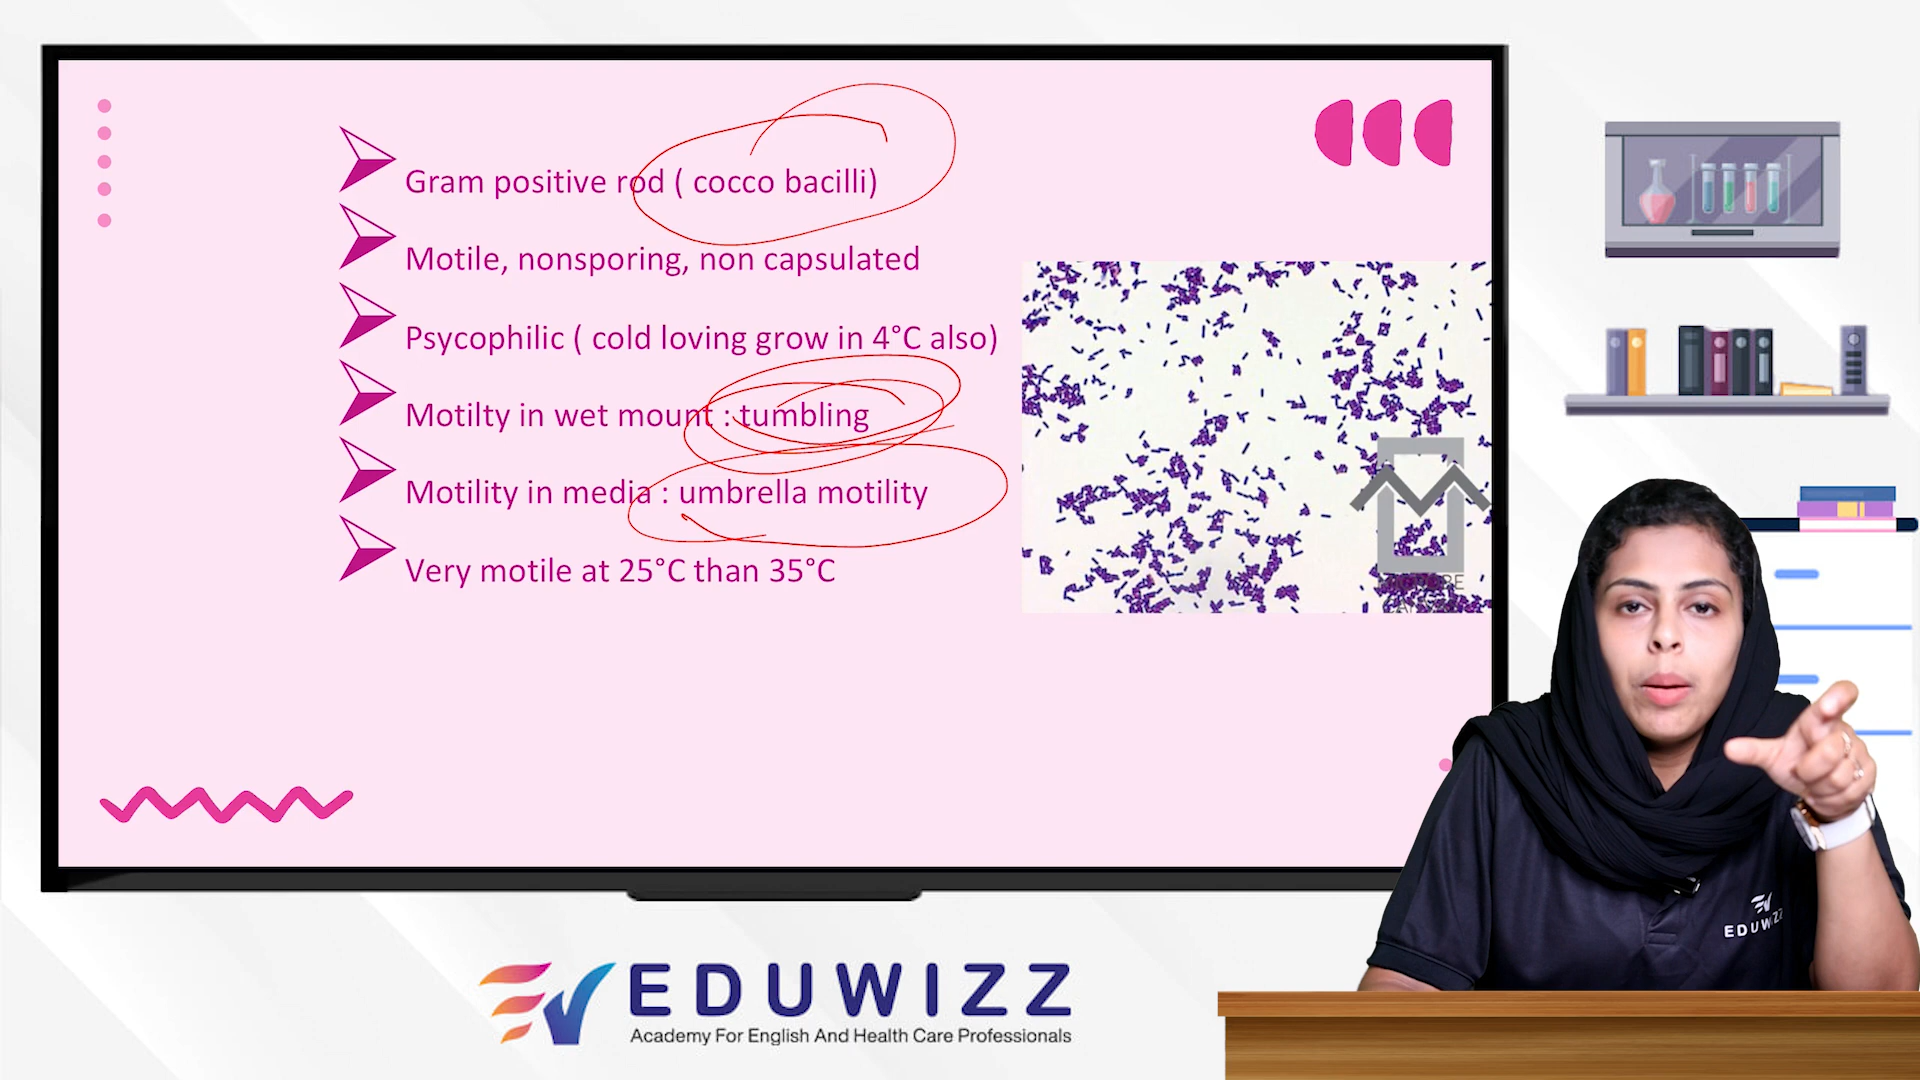 Gram positive rod ( cocco bacilli)
Motile, nonsporing, non capsulated
Psycophilic ( cold loving grow in 4°C also)
Motilty in wet mount : tumbling
Motility in media : umbrella motility
Very motile at 25°C than 35°C
EDUWIZZ
EDUWIZZ
Academy For English And Health Care Professionals